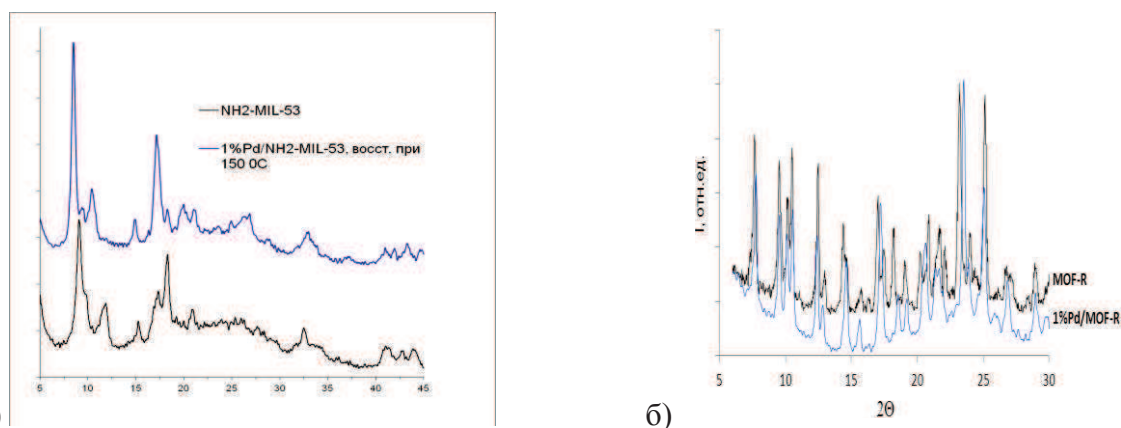 NH2-MIL-53
1%Pd/NH2-MIL-53, восст. при
150 0C
5 10 15 20 25 30 35 40 45
)
I, отн.ед.
MOF-R
1%Pd/MOF-R
5 10 15 20 25 30
2Θ
б)